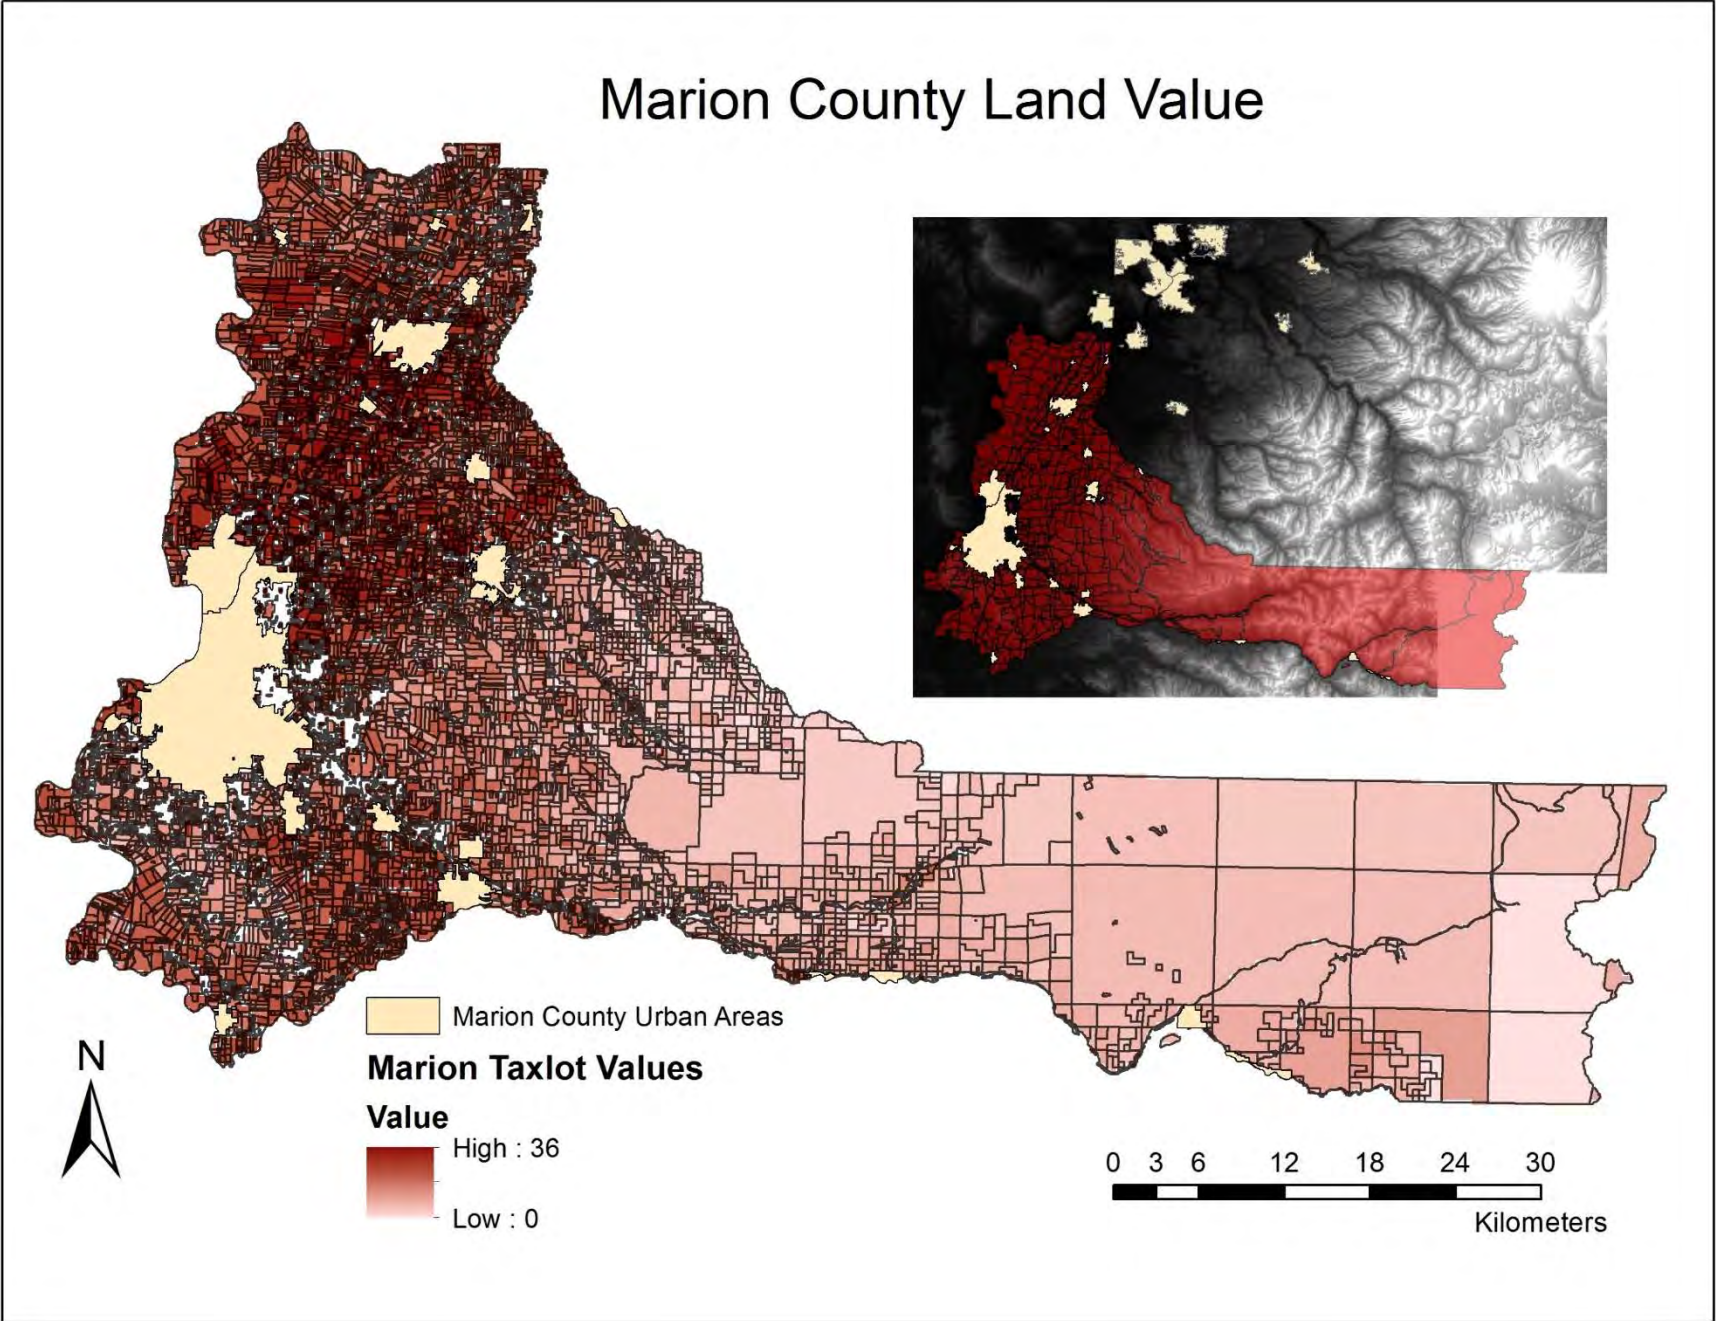 Marion County Land Value
Marion County Urban Areas
N
Marion Taxlot Values
Value
High : 36
Low : 0
0 3 6 12 18 24 30
Kilometers